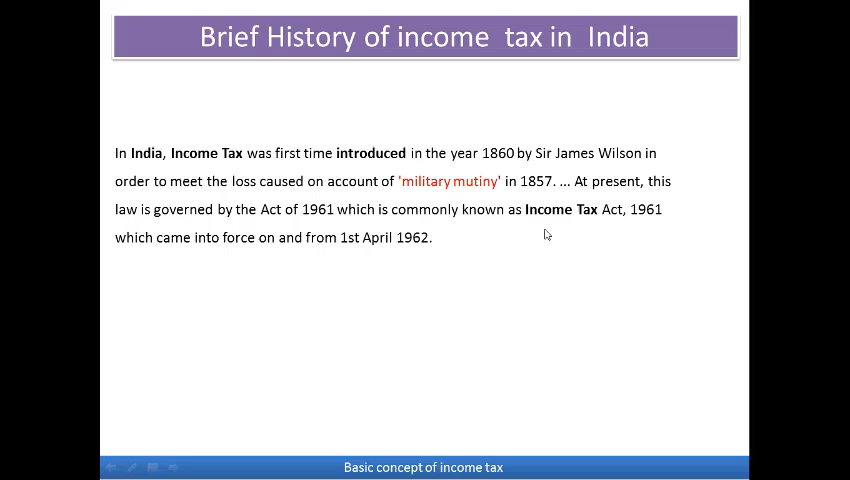 Brief History of income tax in India
In India, Income Tax was first time introduced in the year 1860 by Sir James Wilson in
order to meet the loss caused on account of 'military mutiny' in 1857. ... At present, this
law is governed by the Act of 1961 which is commonly known as Income Tax Act, 1961
which came into force on and from 1st April 1962.
Basic concept of income tax